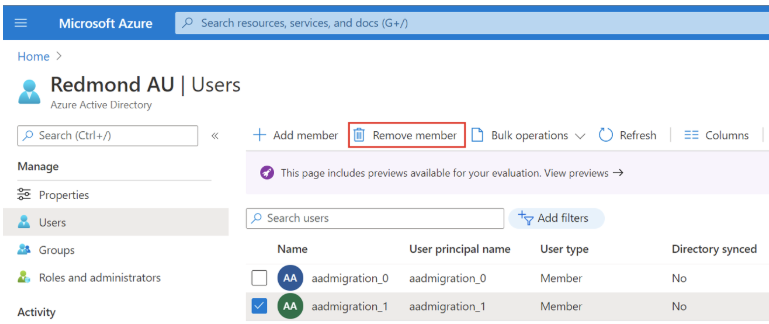 Microsoft Azure Search resources, services, and docs (G+/)
Home >
Redmond AU | Users
Azure Active Directory
Search (Ctrl+/) « Add member Remove member Bulk operations Refresh Columns
Manage
This page includes previews available for your evaluation. View previews →
Properties
Users Search users Add filters
Groups Name User principal name User type Directory synced
Roles and administrators AA aadmigration_0 aadmigration_0 Member No
Activity AA aadmigration_1 aadmigration_1 Member No